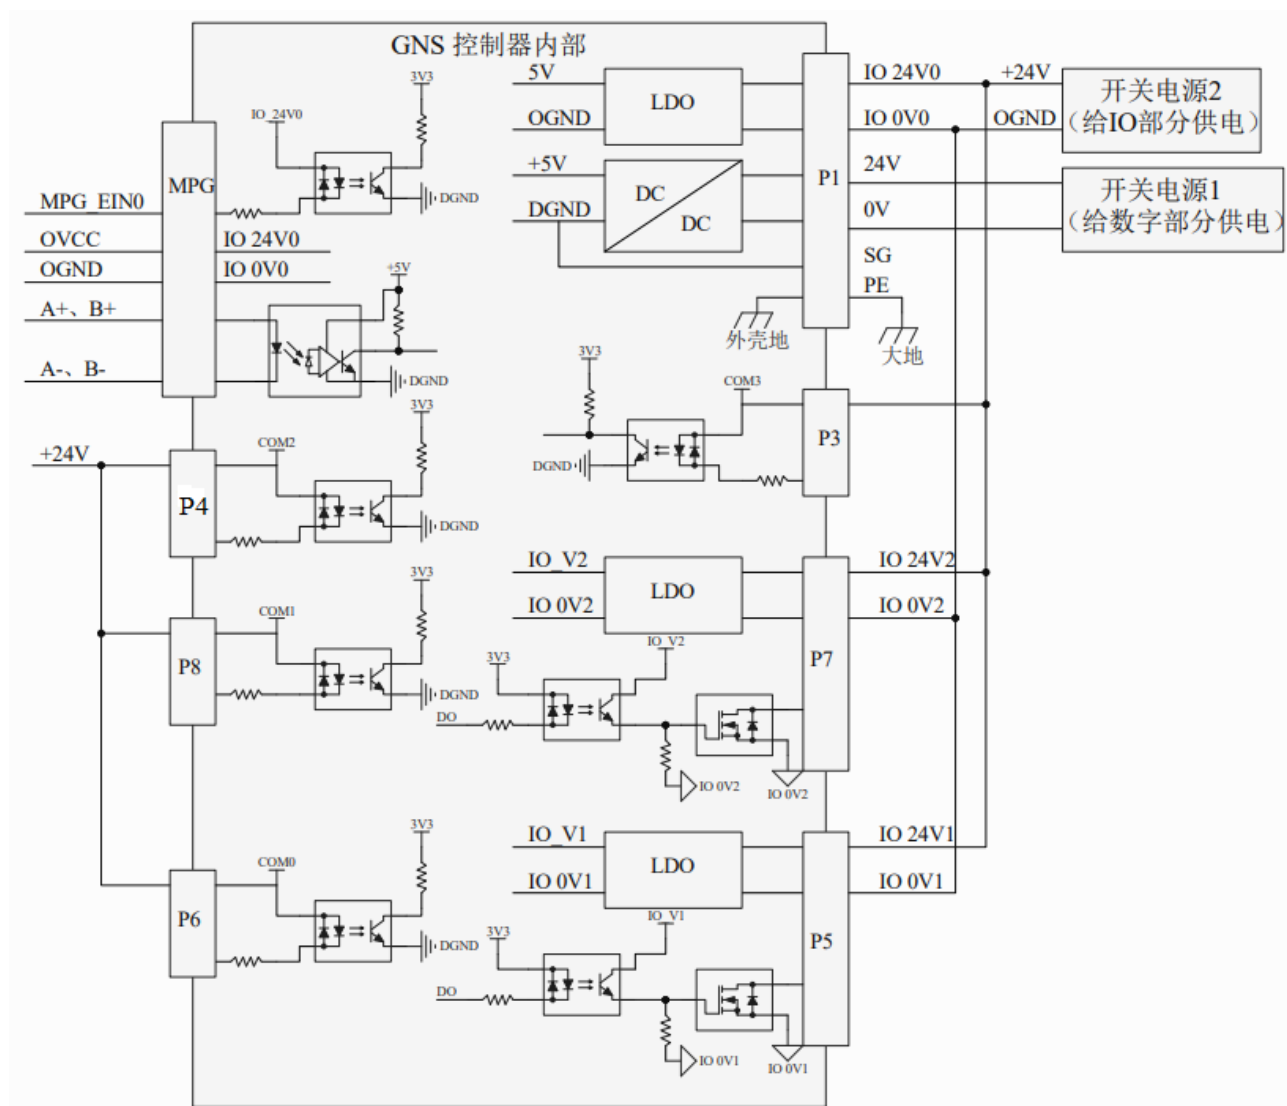 GNS 控制器内部
3V3
5V
LDO
OGND
IO 24V0
+24V
开关电源2
IO 0V0
OGND
(给IO部分供电)
IO_24V0
DGND
MPG
MPG_EIN0
OVCC
IO 24V0
OGND
IO 0V0
A+、B+
A-、B-
+5V
DGND
+5V
DC
DC
DGND
P1
24V
开关电源1
0V
(给数字部分供电)
SG
PE
外壳地
大地
3V3
COM3
P3
DGND
+24V
COM2
3V3
P4
DGND
IO_V2
LDO
IO 24V2
IO 0V2
IO 0V2
P7
COM1
3V3
P8
DGND
3V3
IO_V2
DO
IO 0V2
IO 0V2
IO_V1
LDO
IO 24V1
IO 0V1
IO 0V1
P5
COM0
3V3
P6
DGND
3V3
IO_V1
DO
IO 0V1
IO 0V1